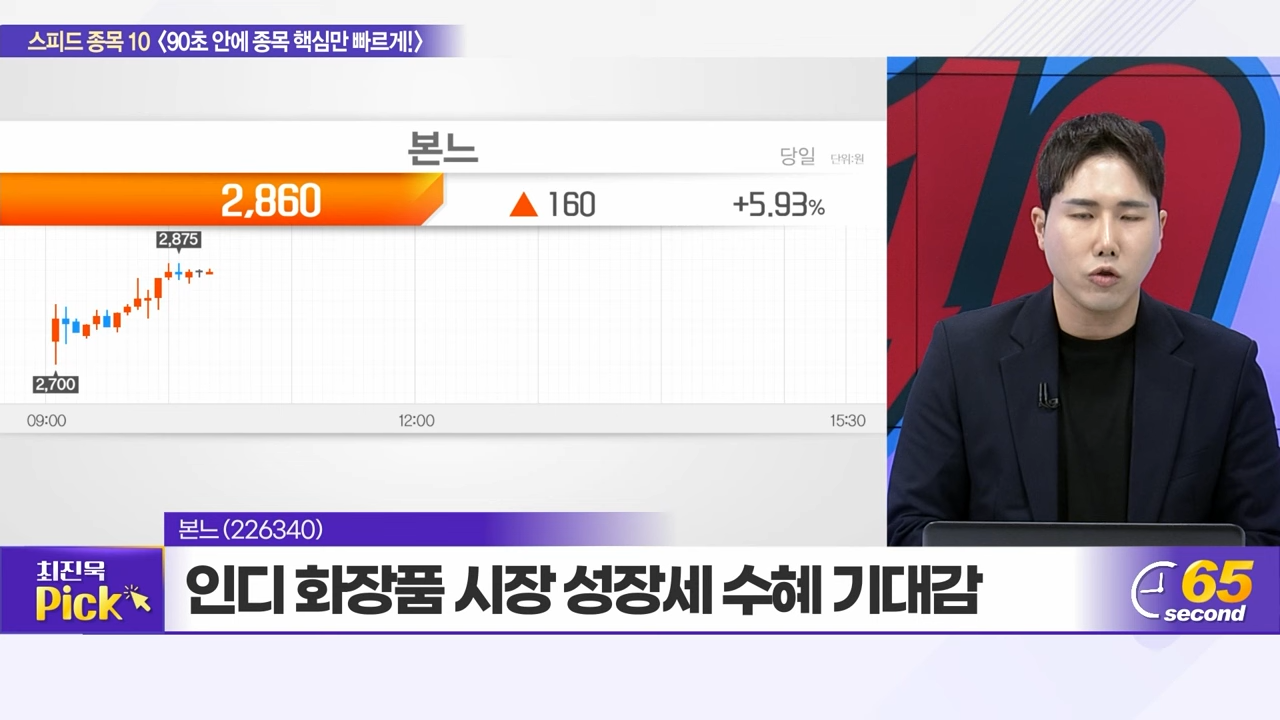 스피드 종목 10 〈90초 안에 종목 핵심만 빠르게!〉
본느
당일 단위:원
2,860 ▲ 160 +5.93%
2,875
2,700
09:00 12:00 15:30
본느 (226340)
최진욱
Pick
인디 화장품 시장 성장세 수혜 기대감
65
second